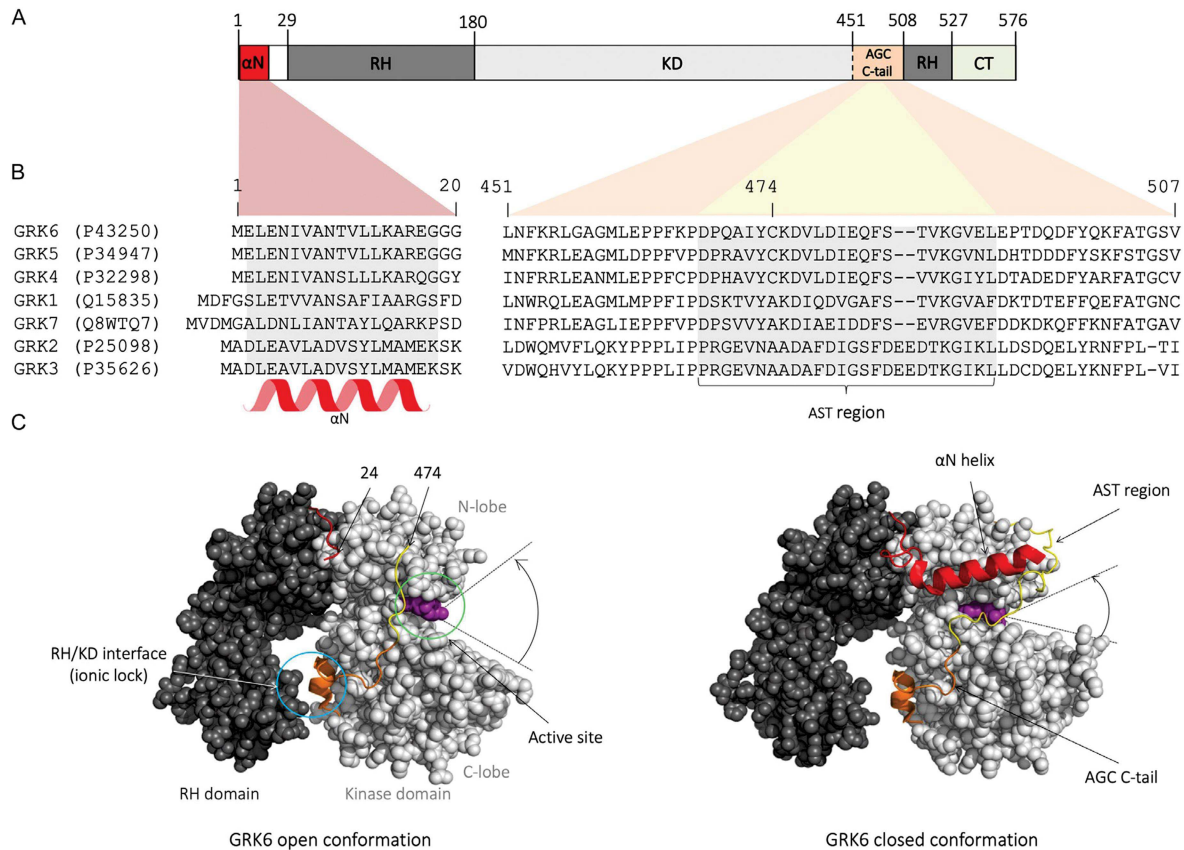 A
1 29 180 451 508 527 576
αN RH KD AGC C-tail RH CT
B
1 20 451 474 507
GRK6 (P43250) MELENIVANTVLLKAREGGG LNFKRLGAGMLEPPFKPDPQAIYCKDVLDIEQFS--TVKGVELEPTDQDFYQKFATGSV
GRK5 (P34947) MELENIVANTVLLKAREGGG LNCRRLEAGMLDPPFVPDPRAVYCKDVLDIEQFS--TVKGVNLDHTDDDFYSKFSTGSV
GRK4 (P32298) MELENIVANSLLLKARQGGY INFRRLEANMLEPPFCPDPHAVYCKDVLDIEQFS--VVKGIYLDTADEDFYARFATGCV
GRK1 (Q15835) MDFGSLETVVANSAFIAARGSFD LNWRQLEAGMLMPPFIPDSKTVYAKDIQDVGAFS--TVKGVAFDKTDTEFFQEFATGNC
GRK7 (Q8WTQ7) MVDMGALDNLIANTAYLQARKPSD INFPRLEAGLIEPPFVPDPSVVYAKDIAEIDDFS--EVRGVEFDDKDKQFFKNFATGAV
GRK2 (P25098) MADLEAVLADVSYLMAMEKSK LDWQMVFLQKYPPPLIPPRGEVNAADAFDIGSFDEEDTKGIKLLDSDQELYRNFPL-TI
GRK3 (P35626) MADLEAVLADVSYLMAMEKSK VDWQHVYLQKYPPPLIPPRGEVNAADAFDIGSFDEEDTKGIKLLDCDQELYKNFPL-VI
αN
AST region
C
24 474
N-lobe
RH/KD interface
(ionic lock)
Active site
C-lobe
RH domain Kinase domain
GRK6 open conformation
αN helix
AST region
AGC C-tail
GRK6 closed conformation